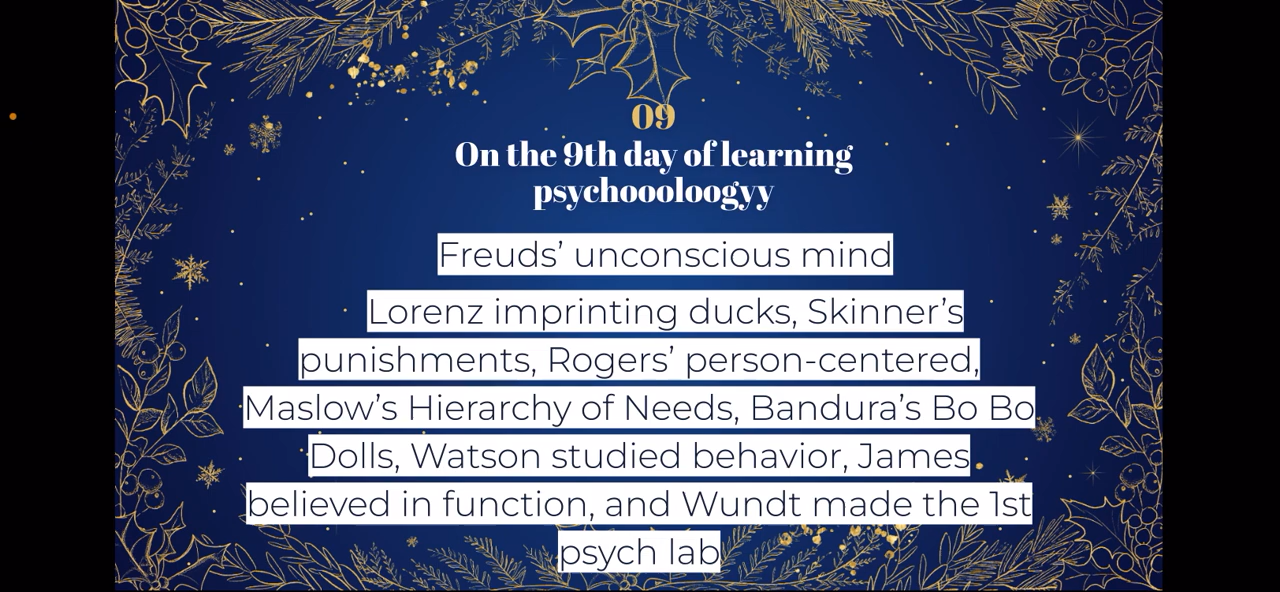 09
On the 9th day of learning
psychoooloogyy
Freuds’ unconscious mind
Lorenz imprinting ducks, Skinner’s
punishments, Rogers’ person-centered,
Maslow’s Hierarchy of Needs, Bandura’s Bo Bo
Dolls, Watson studied behavior, James
believed in function, and Wundt made the 1st
psych lab